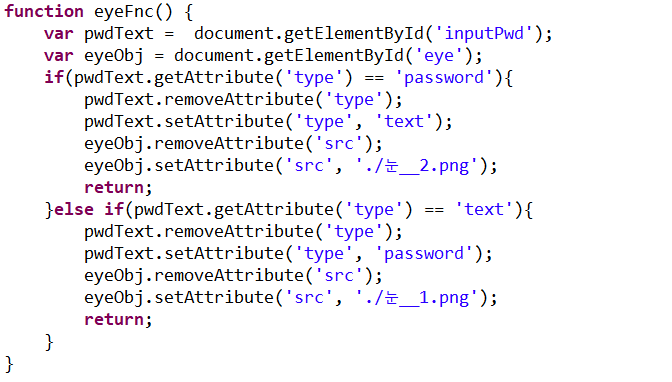 function eyeFnc() {
    var pwdText =  document.getElementById('inputPwd');
    var eyeObj = document.getElementById('eye');
    if(pwdText.getAttribute('type') == 'password'){
        pwdText.removeAttribute('type');
        pwdText.setAttribute('type', 'text');
        eyeObj.removeAttribute('src');
        eyeObj.setAttribute('src', './눈__2.png');
        return;
    }else if(pwdText.getAttribute('type') == 'text'){
        pwdText.removeAttribute('type');
        pwdText.setAttribute('type', 'password');
        eyeObj.removeAttribute('src');
        eyeObj.setAttribute('src', './눈__1.png');
        return;
    }
}